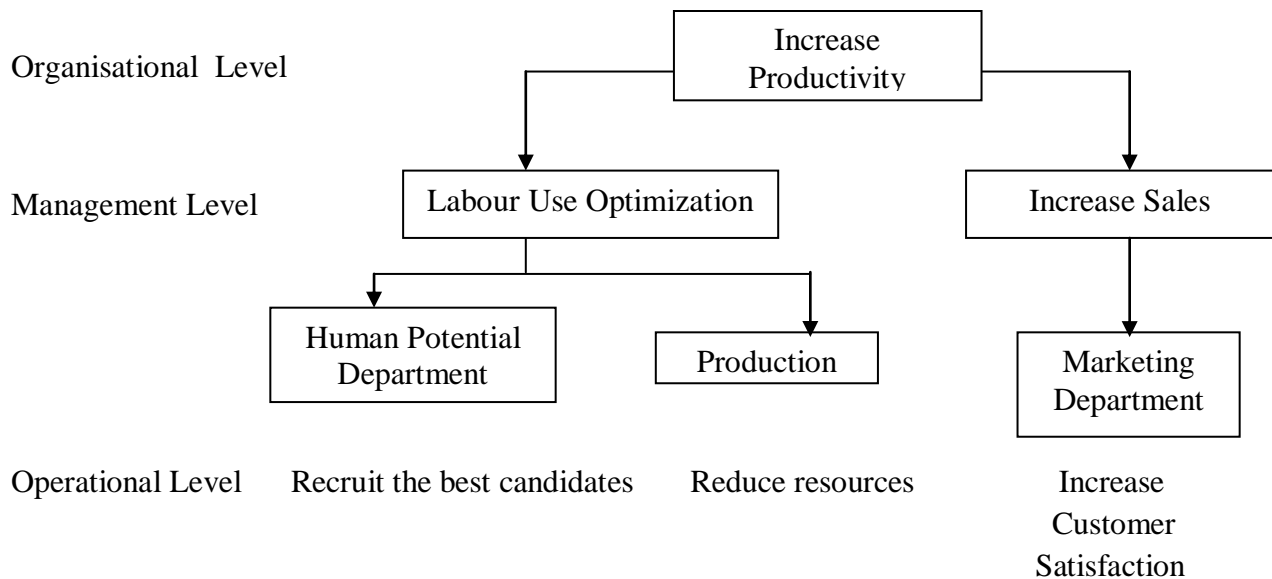 Increase
Productivity
Organisational Level
Management Level
Labour Use Optimization
Increase Sales
Human Potential
Department
Production
Marketing
Department
Operational Level
Recruit the best candidates
Reduce resources
Increase
Customer
Satisfaction